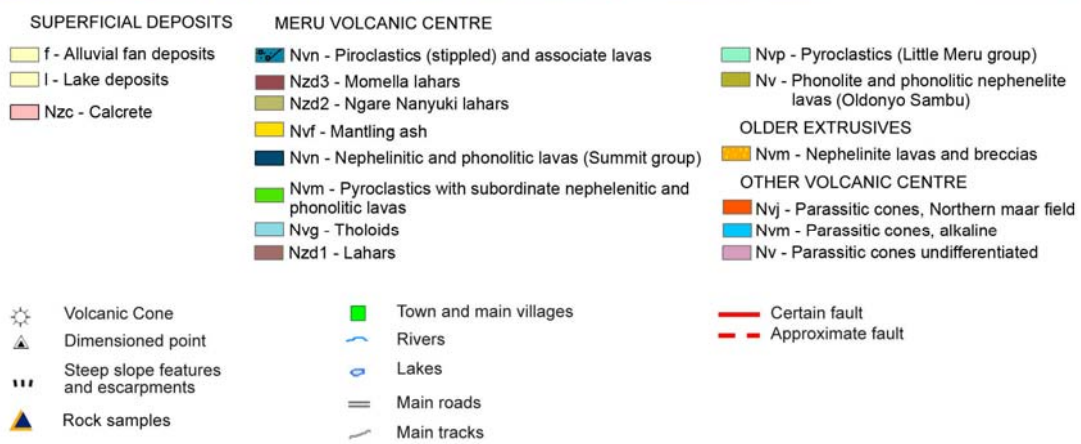 SUPERFICIAL DEPOSITS
f - Alluvial fan deposits
l - Lake deposits
Nzc - Calcrete
MERU VOLCANIC CENTRE
Nvn - Piroclastics (stippled) and associate lavas
Nzd3 - Momella lahars
Nzd2 - Ngare Nanyuki lahars
Nvf - Mantling ash
Nvn - Nephelinitic and phonolitic lavas (Summit group)
Nvm - Pyroclastics with subordinate nephelenitic and
phonolitic lavas
Nvg - Tholoids
Nzd1 - Lahars
Nvp - Pyroclastics (Little Meru group)
Nv - Phonolite and phonolitic nephenelite
lavas (Oldonyo Sambu)
OLDER EXTRUSIVES
Nvm - Nephelinite lavas and breccias
OTHER VOLCANIC CENTRE
Nvj - Parassitic cones, Northern maar field
Nvm - Parassitic cones, alkaline
Nv - Parassitic cones undifferentiated
Volcanic Cone
Dimensioned point
Steep slope features
and escarpments
Rock samples
Town and main villages
Rivers
Lakes
Main roads
Main tracks
Certain fault
Approximate fault